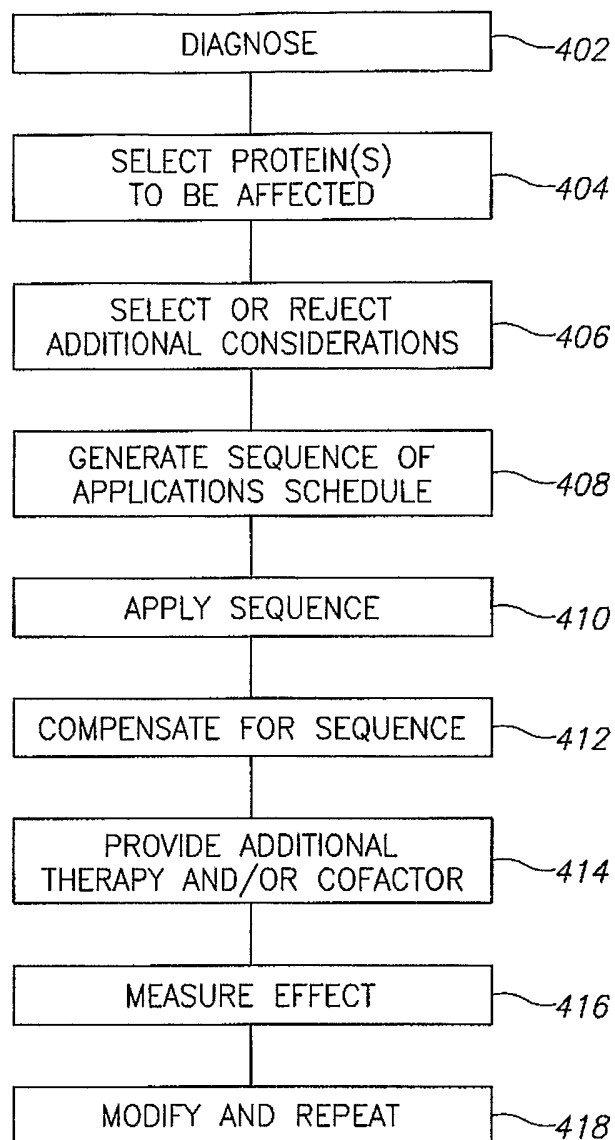 DIAGNOSE
402
SELECT PROTEIN(S)
TO BE AFFECTED
404
SELECT OR REJECT
ADDITIONAL CONSIDERATIONS
406
GENERATE SEQUENCE OF
APPLICATIONS SCHEDULE
408
APPLY SEQUENCE
410
COMPENSATE FOR SEQUENCE
412
PROVIDE ADDITIONAL
THERAPY AND/OR COFACTOR
414
MEASURE EFFECT
416
MODIFY AND REPEAT
418